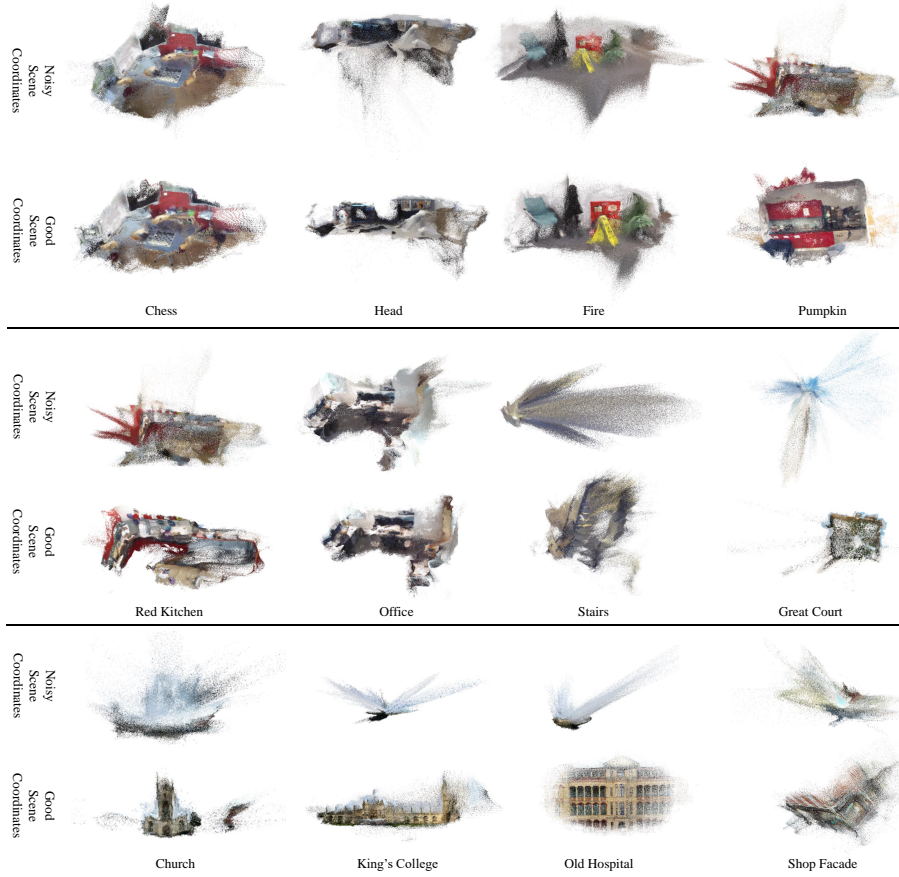 Noisy
Scene
Coordinates
Good
Scene
Coordinates
Chess
Head
Fire
Pumpkin
Noisy
Scene
Coordinates
Good
Scene
Coordinates
Red Kitchen
Office
Stairs
Great Court
Noisy
Scene
Coordinates
Good
Scene
Coordinates
Church
King's College
Old Hospital
Shop Facade